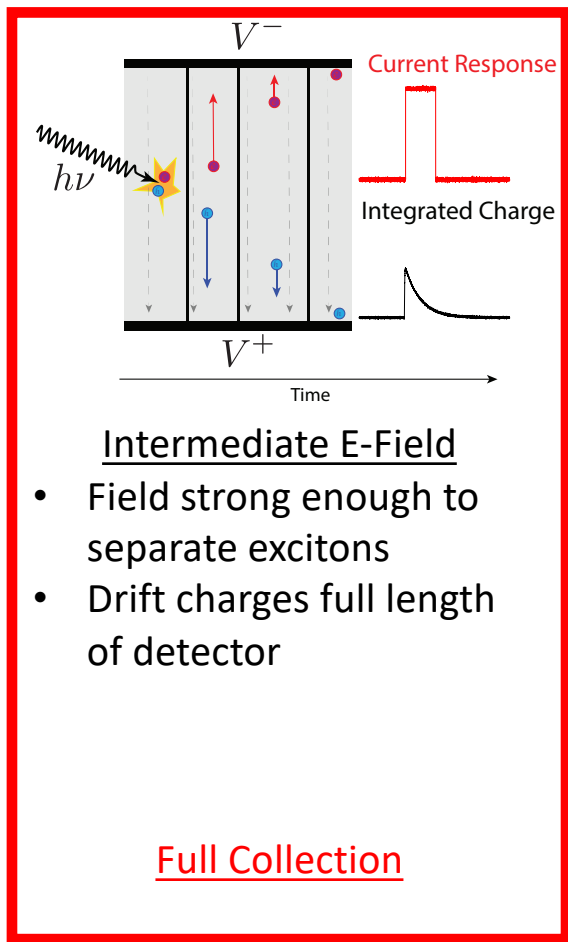 V⁻
Current Response
hν
Integrated Charge
V⁺
Time
Intermediate E-Field
• Field strong enough to
separate excitons
• Drift charges full length
of detector
Full Collection